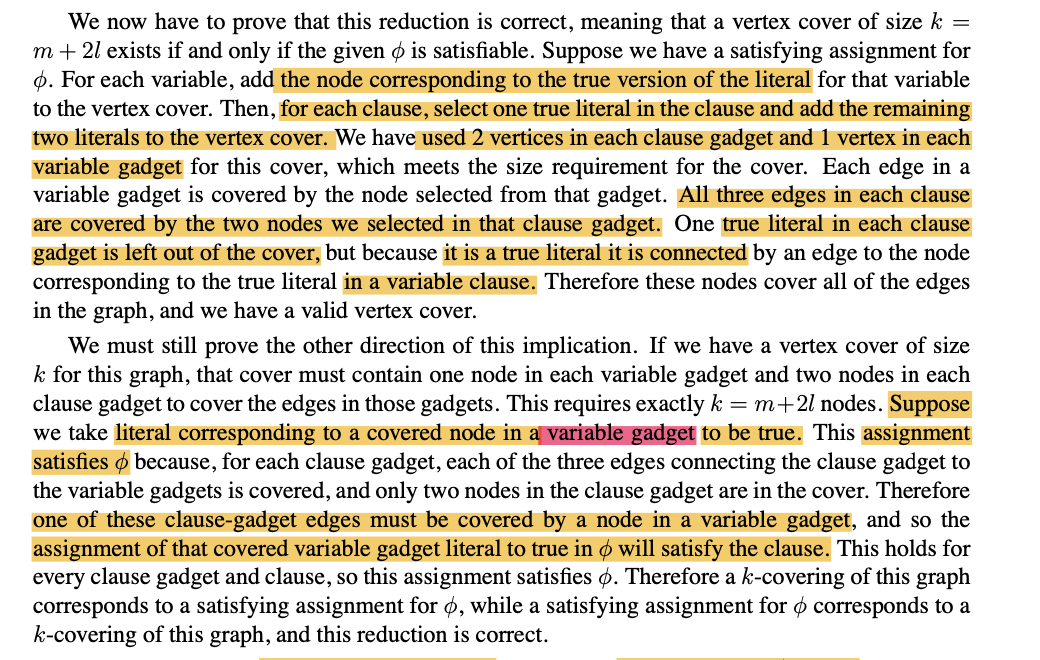 We now have to prove that this reduction is correct, meaning that a vertex cover of size k =
m + 2l exists if and only if the given ϕ is satisfiable. Suppose we have a satisfying assignment for
ϕ. For each variable, add the node corresponding to the true version of the literal for that variable
to the vertex cover. Then, for each clause, select one true literal in the clause and add the remaining
two literals to the vertex cover. We have used 2 vertices in each clause gadget and 1 vertex in each
variable gadget for this cover, which meets the size requirement for the cover. Each edge in a
variable gadget is covered by the node selected from that gadget. All three edges in each clause
are covered by the two nodes we selected in that clause gadget. One true literal in each clause
gadget is left out of the cover, but because it is a true literal it is connected by an edge to the node
corresponding to the true literal in a variable clause. Therefore these nodes cover all of the edges
in the graph, and we have a valid vertex cover.
We must still prove the other direction of this implication. If we have a vertex cover of size
k for this graph, that cover must contain one node in each variable gadget and two nodes in each
clause gadget to cover the edges in those gadgets. This requires exactly k = m+2l nodes. Suppose
we take literal corresponding to a covered node in a variable gadget to be true. This assignment
satisfies ϕ because, for each clause gadget, each of the three edges connecting the clause gadget to
the variable gadgets is covered, and only two nodes in the clause gadget are in the cover. Therefore
one of these clause-gadget edges must be covered by a node in a variable gadget, and so the
assignment of that covered variable gadget literal to true in ϕ will satisfy the clause. This holds for
every clause gadget and clause, so this assignment satisfies ϕ. Therefore a k-covering of this graph
corresponds to a satisfying assignment for ϕ, while a satisfying assignment for ϕ corresponds to a
k-covering of this graph, and this reduction is correct.